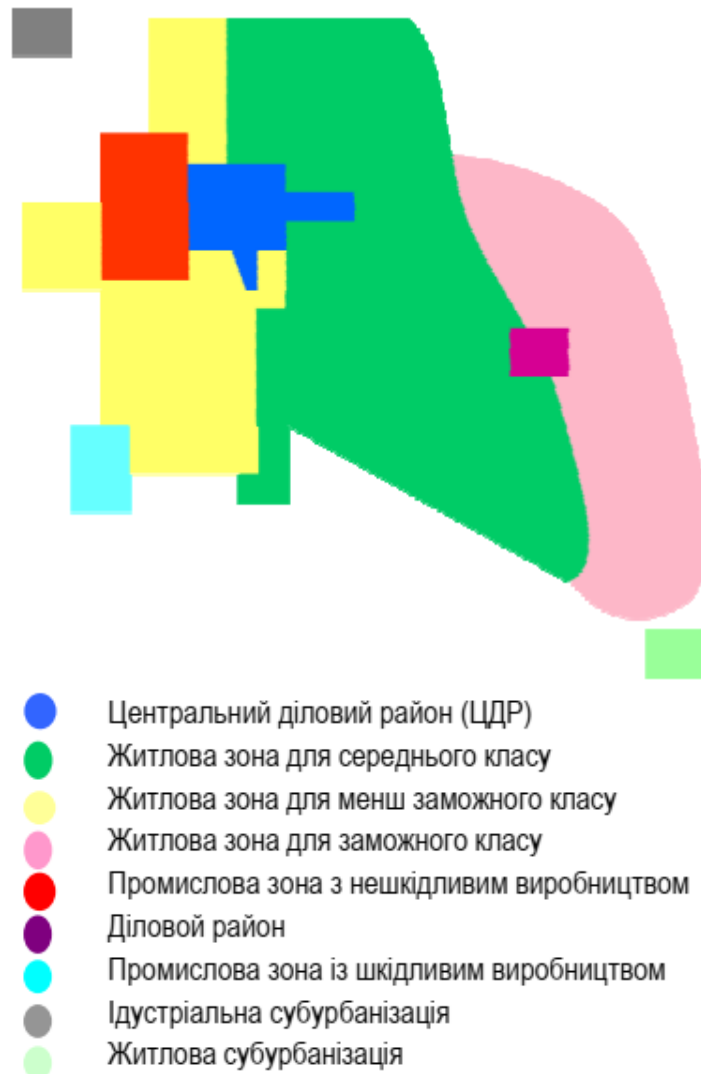 Центральний діловий район (ЦДР)
Житлова зона для середнього класу
Житлова зона для менш заможного класу
Житлова зона для заможного класу
Промислова зона з нешкідливим виробництвом
Діловой район
Промислова зона із шкідливим виробництвом
Ідустріальна субурбанізація
Житлова субурбанізація